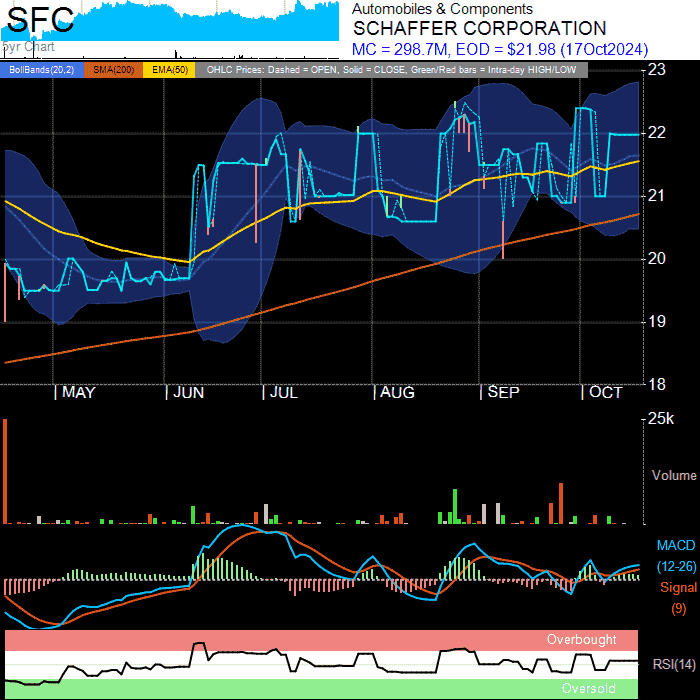 SFC
5yr Chart
Automobiles & Components
SCHAFFER CORPORATION
MC = 298.7M, EOD = $21.98 (17Oct2024)
BollBands(20,2) SMA(200) EMA(50) OHLC Prices: Dashed = OPEN, Solid = CLOSE, Green/Red bars = Intra-day HIGH/LOW
23
22
21
20
19
18
MAY JUN JUL AUG SEP OCT
25k
Volume
MACD
(12-26)
Signal
(9)
Overbought
RSI(14)
Oversold